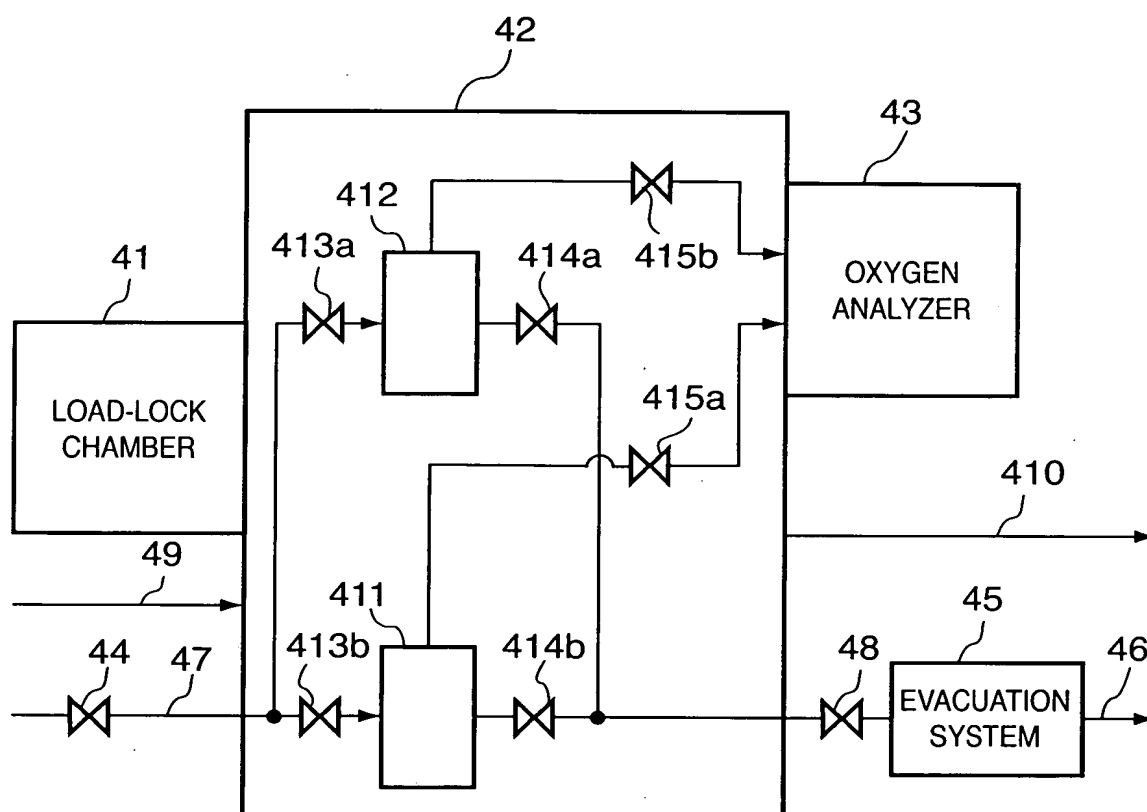 42
43
412
413a
414a
415b
41
OXYGEN
ANALYZER
LOAD-LOCK
CHAMBER
415a
410
49
411
45
44
47
413b
414b
48
46
EVACUATION
SYSTEM